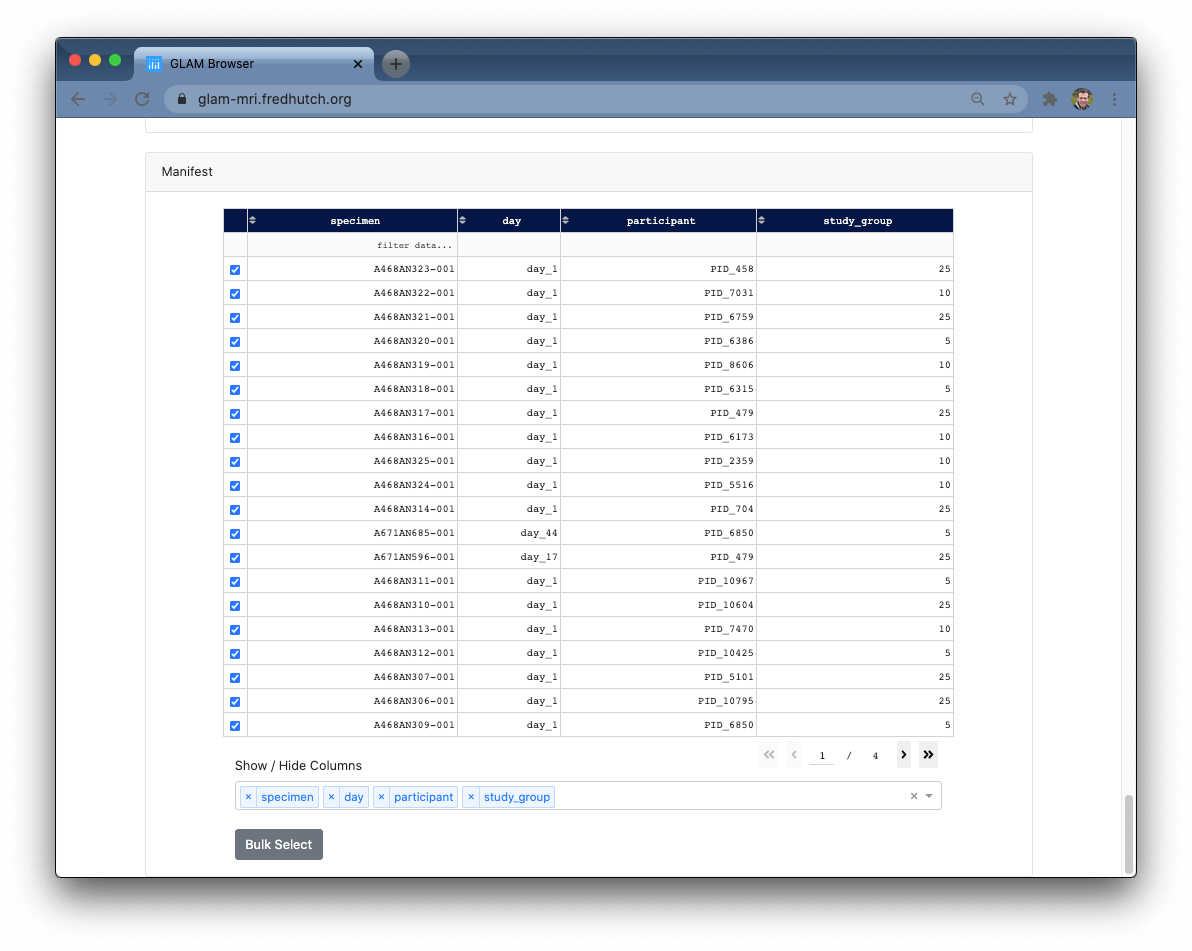 GLAM Browser
glam-mri.fredhutch.org
Manifest
specimen day participant study_group
filter data...
A468AN323-001 day_1 PID_458 25
A468AN322-001 day_1 PID_7031 10
A468AN321-001 day_1 PID_6759 25
A468AN320-001 day_1 PID_6386 5
A468AN319-001 day_1 PID_8606 10
A468AN318-001 day_1 PID_6315 5
A468AN317-001 day_1 PID_479 25
A468AN316-001 day_1 PID_6173 10
A468AN325-001 day_1 PID_2359 10
A468AN324-001 day_1 PID_5516 10
A468AN314-001 day_1 PID_704 25
A671AN685-001 day_44 PID_6850 5
A671AN596-001 day_17 PID_479 25
A468AN311-001 day_1 PID_10967 5
A468AN310-001 day_1 PID_10604 25
A468AN313-001 day_1 PID_7470 10
A468AN312-001 day_1 PID_10425 5
A468AN307-001 day_1 PID_5101 25
A468AN306-001 day_1 PID_10795 25
A468AN309-001 day_1 PID_6850 5
1 / 4
Show / Hide Columns
× specimen × day × participant × study_group
Bulk Select